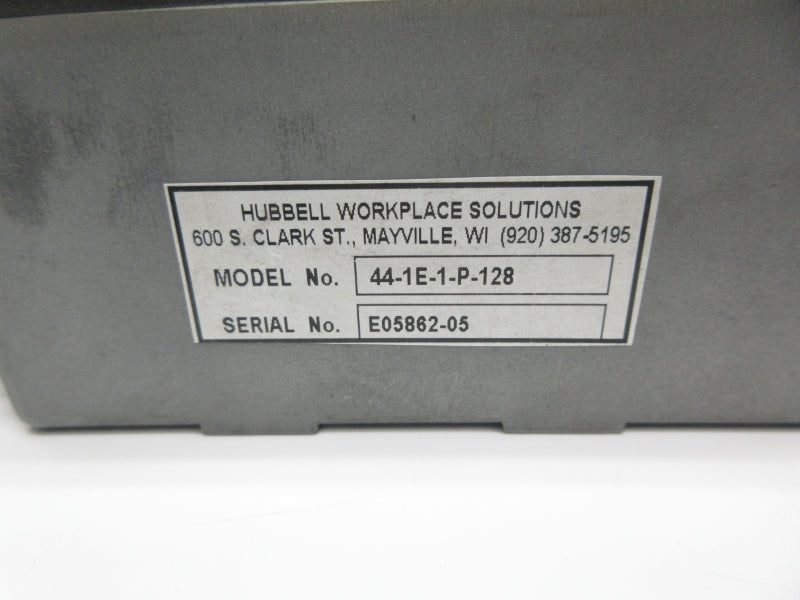 HUBBELL WORKPLACE SOLUTIONS
600 S. CLARK ST., MAYVILLE, WI (920) 387-5195
MODEL No. 44-1E-1-P-128
SERIAL No. E05862-05